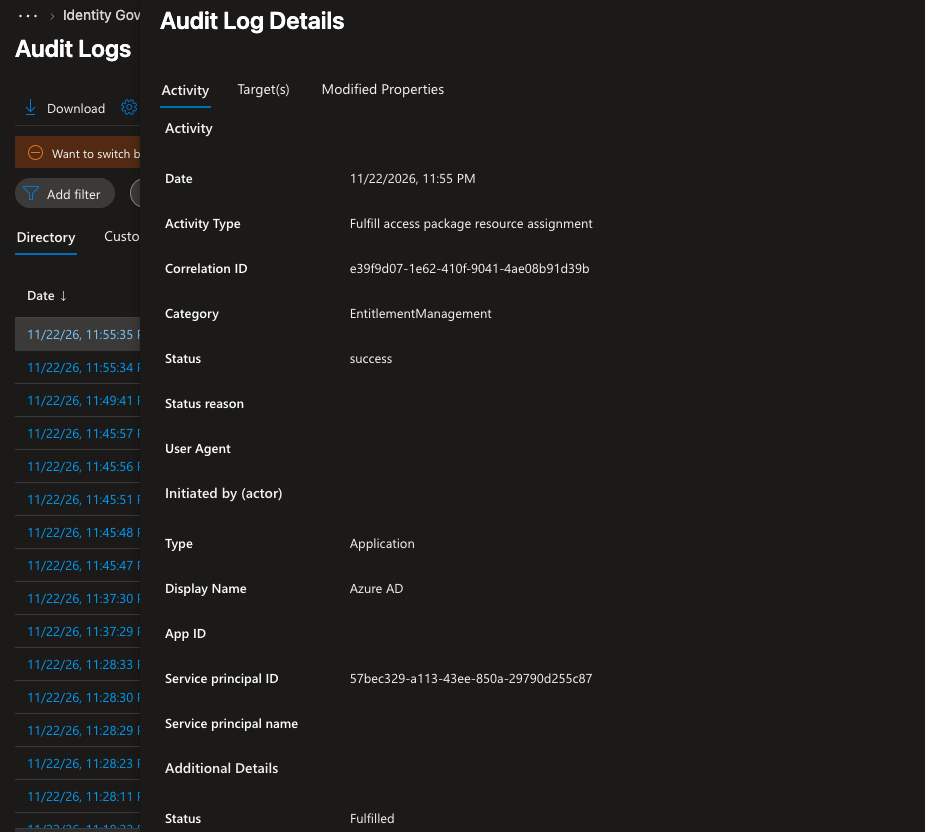 ··· > Identity Gov
Audit Logs
Download
Want to switch b
Add filter
Directory Custo
Date ↓
11/22/26, 11:55:35 P
11/22/26, 11:55:34 P
11/22/26, 11:49:41 P
11/22/26, 11:45:57 P
11/22/26, 11:45:56 P
11/22/26, 11:45:51 P
11/22/26, 11:45:48 P
11/22/26, 11:45:47 P
11/22/26, 11:37:30 P
11/22/26, 11:37:29 P
11/22/26, 11:28:33 P
11/22/26, 11:28:30 P
11/22/26, 11:28:29 P
11/22/26, 11:28:23 P
11/22/26, 11:28:11 P
Audit Log Details
Activity Target(s) Modified Properties
Activity
Date 11/22/2026, 11:55 PM
Activity Type Fulfill access package resource assignment
Correlation ID e39f9d07-1e62-410f-9041-4ae08b91d39b
Category EntitlementManagement
Status success
Status reason
User Agent
Initiated by (actor)
Type Application
Display Name Azure AD
App ID
Service principal ID 57bec329-a113-43ee-850a-29790d255c87
Service principal name
Additional Details
Status Fulfilled